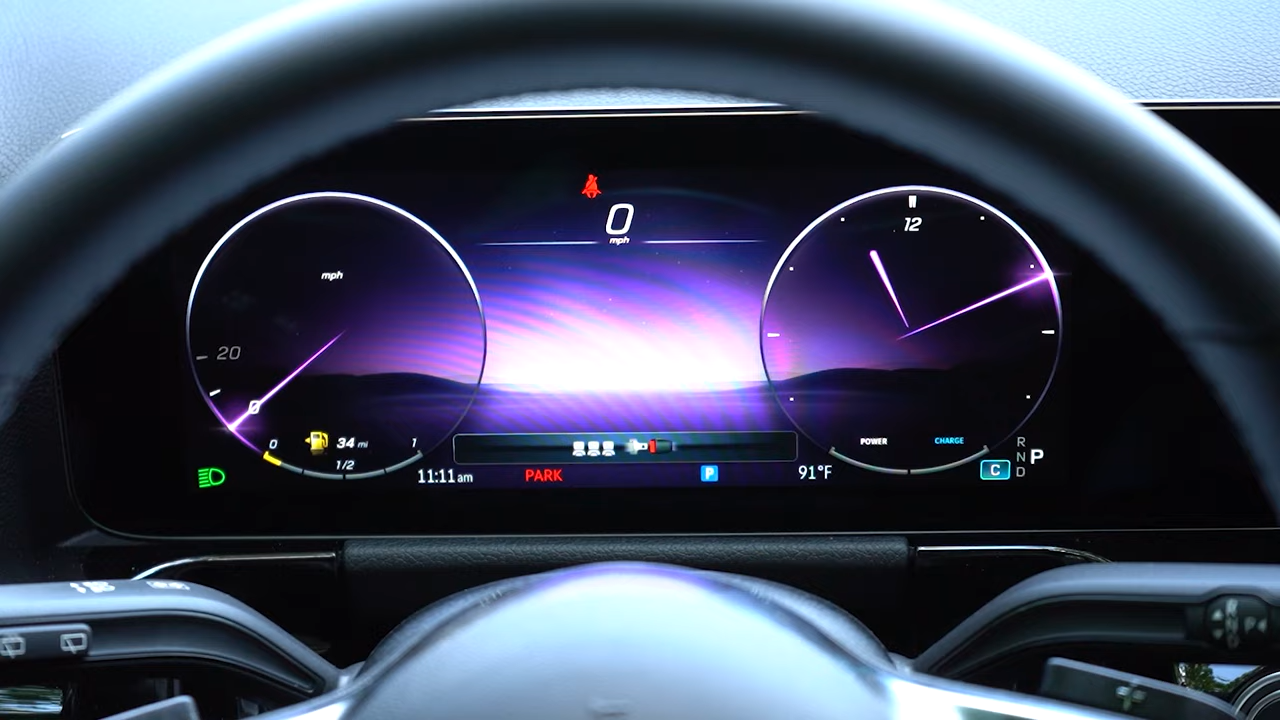 0
mph
12
mph
20
0
0
34 mi
1
1/2
POWER
CHARGE
R
N
D
P
C
11:11 am
PARK
P
91°F